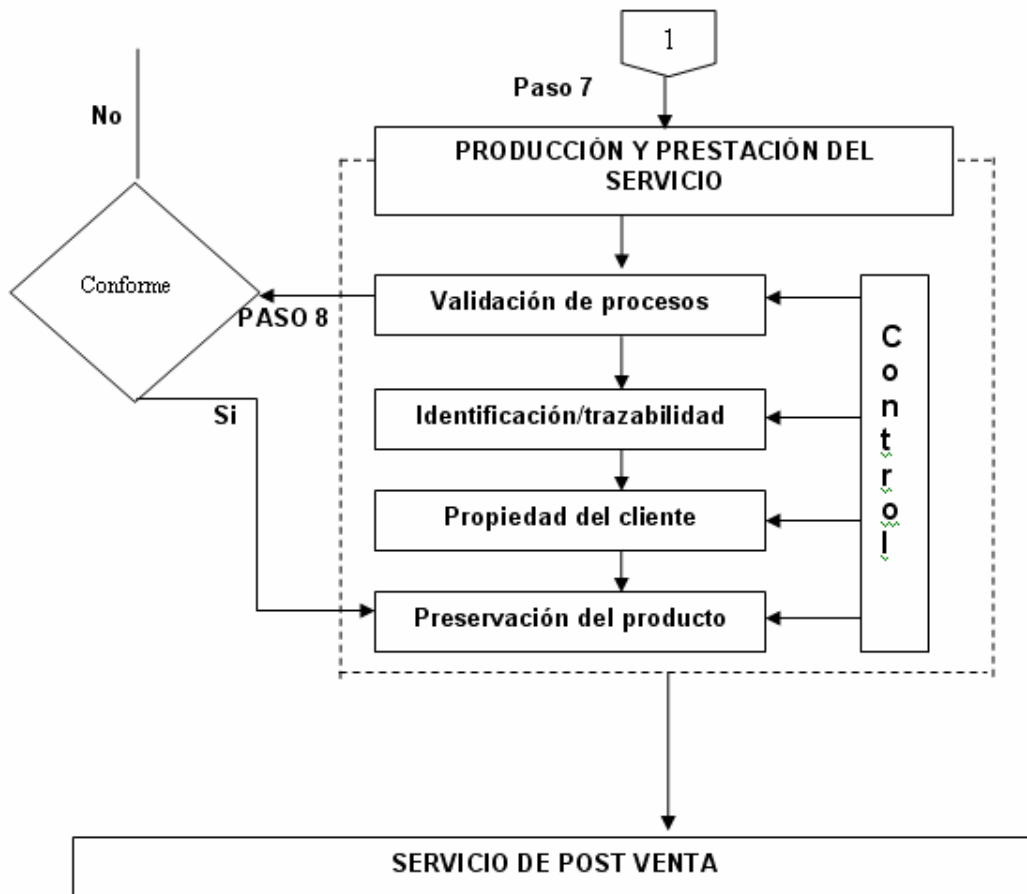 1
Paso 7
No
PRODUCCIÓN Y PRESTACIÓN DEL
SERVICIO
Conforme
Validación de procesos
PASO 8
Control
Si
Identificación/trazabilidad
Propiedad del cliente
Preservación del producto
SERVICIO DE POST VENTA